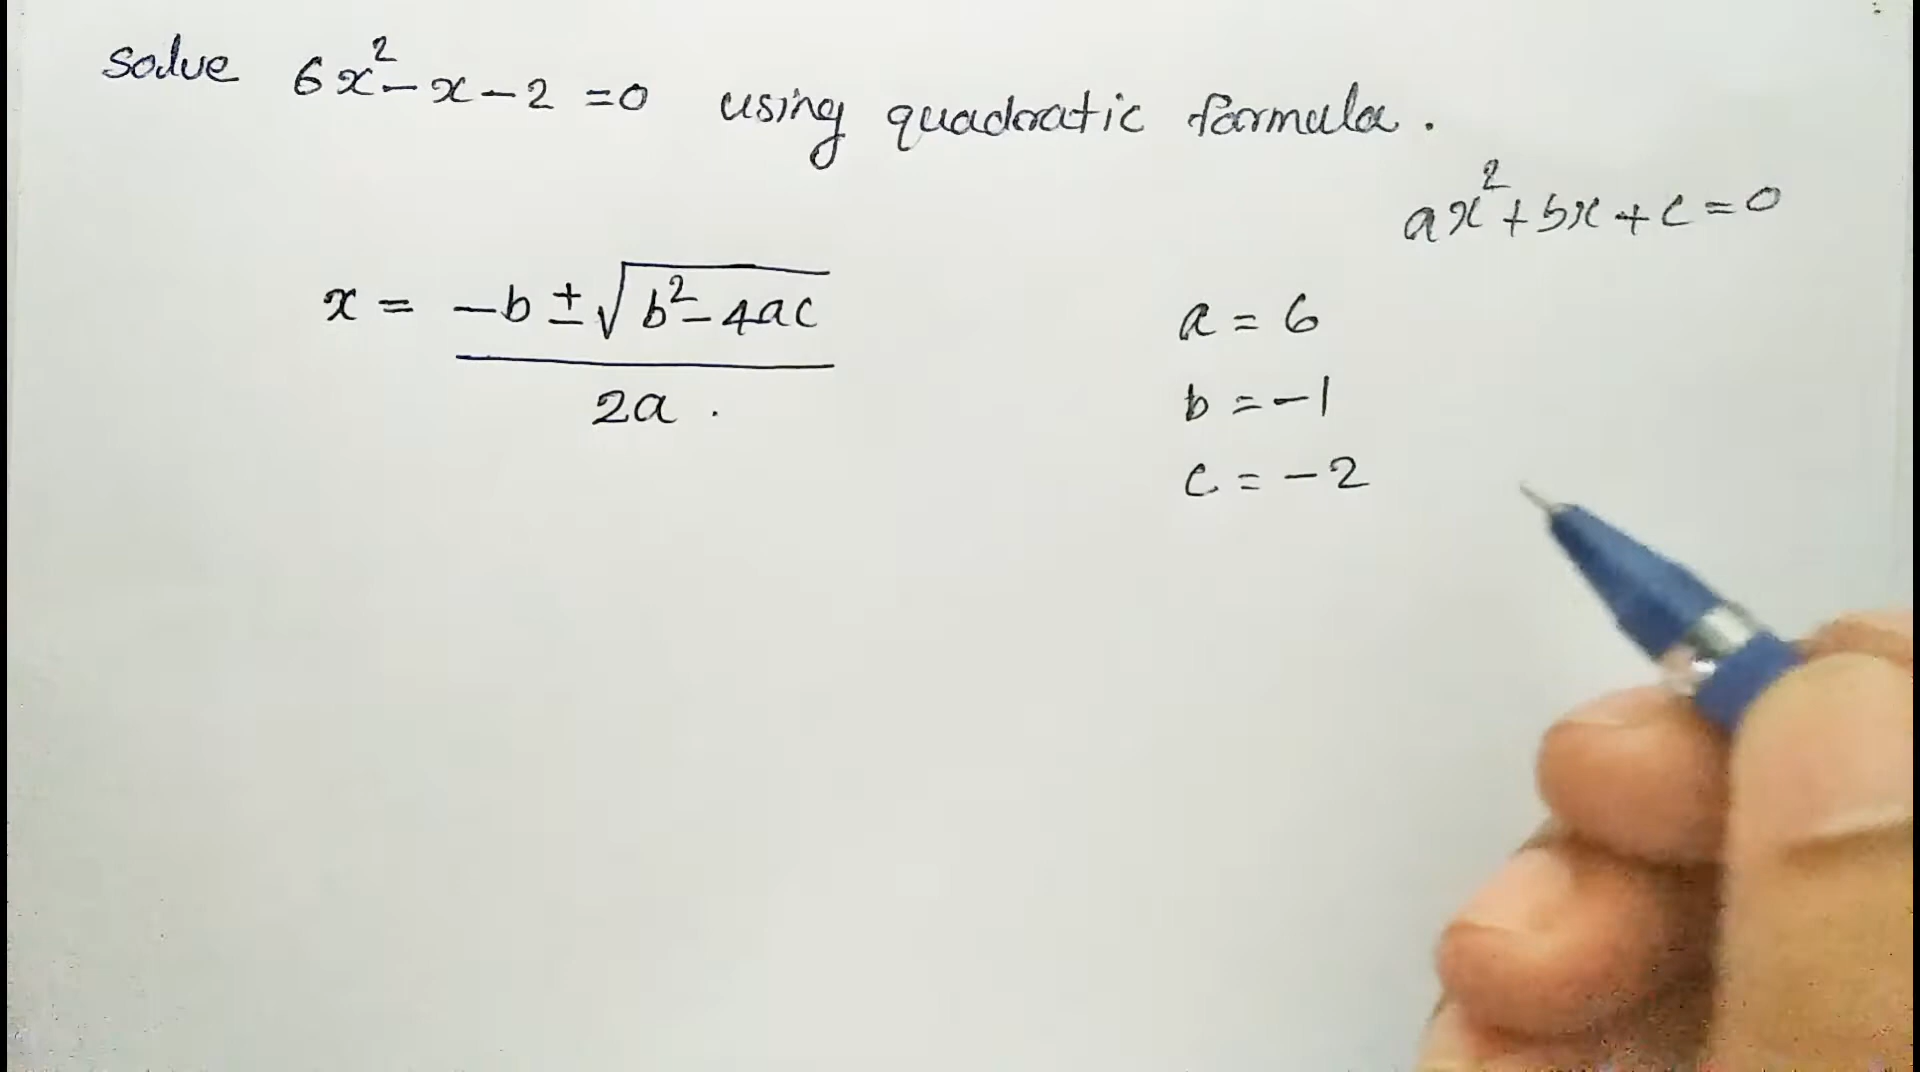 solve 6x²-x-2=0 using quadratic formula.
ax²+bx+c=0
x = -b±√b²-4ac
2a.
a = 6
b =-1
c = -2